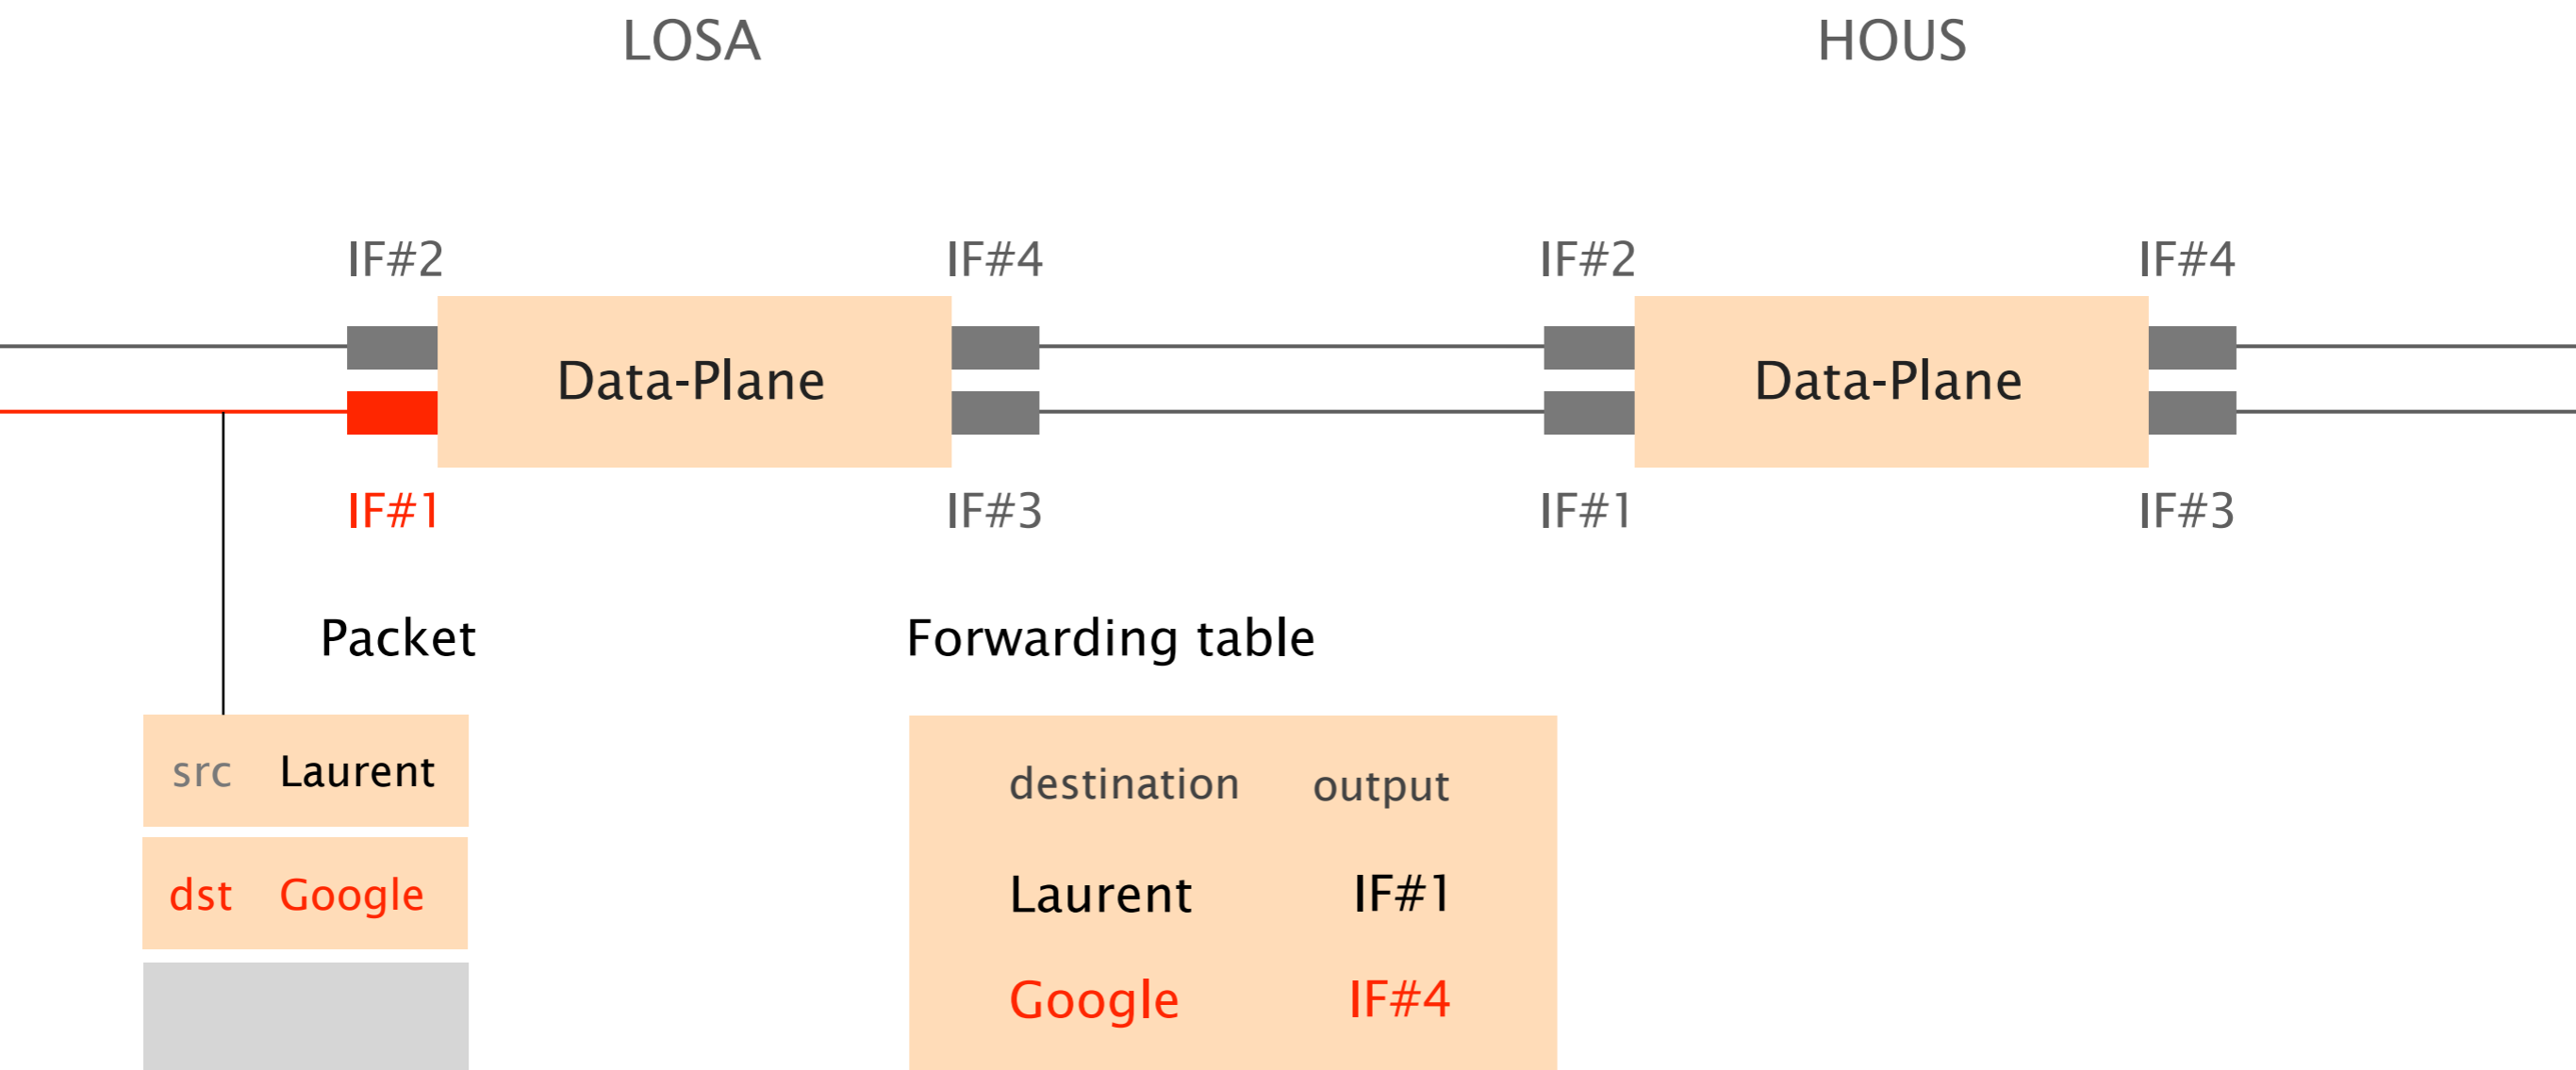 LOSA HOUS
IF#2 IF#4 IF#2 IF#4
Data-Plane Data-Plane
IF#1 IF#3 IF#1 IF#3
Packet Forwarding table
src Laurent
dst Google
destination output
Laurent IF#1
Google IF#4